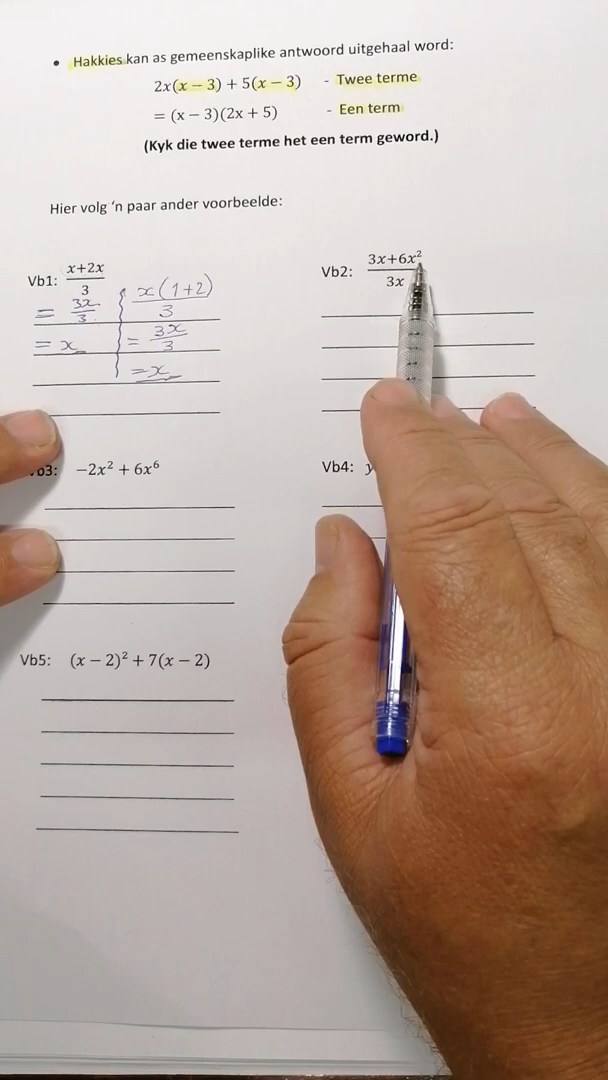 • Hakkies kan as gemeenskaplike antwoord uitgehaal word:
2x(x − 3) + 5(x − 3) - Twee terme
= (x − 3)(2x + 5) - Een term
(Kyk die twee terme het een term geword.)
Hier volg ‘n paar ander voorbeelde:
Vb1: (x+2x)/3
= 3x/3
= x
x(1+2)/3
= 3x/3
= x
Vb2: (3x+6x²)/3x
b3: −2x² + 6x⁶
Vb4: y
Vb5: (x − 2)² + 7(x − 2)